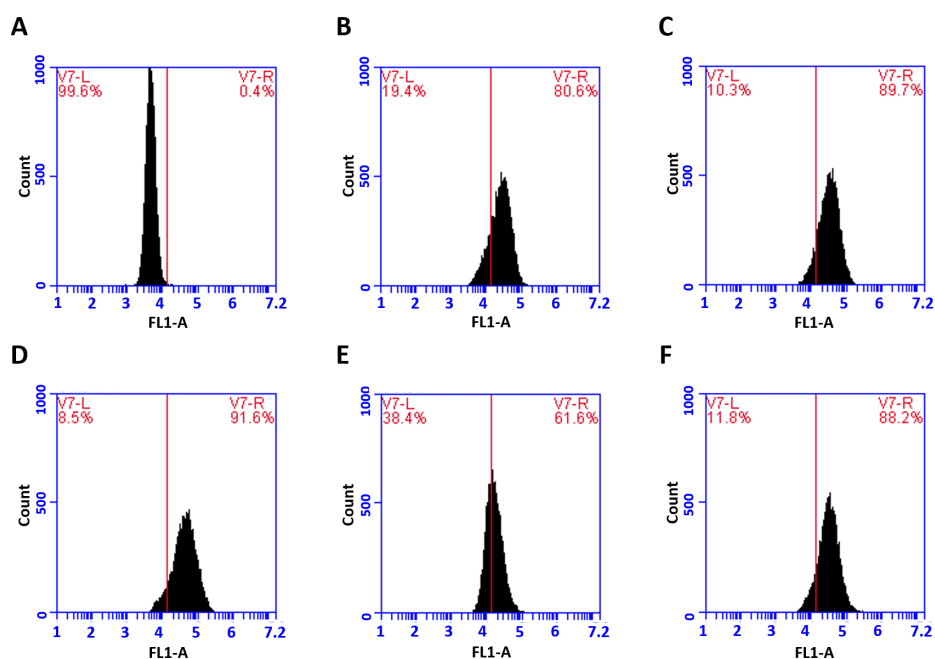 A
B
C
V7-L V7-R
99.6% 0.4%
V7-L V7-R
19.4% 80.6%
V7-L V7-R
10.3% 89.7%
Count
1000
500
0
Count
1000
500
0
Count
1000
500
0
1 2 3 4 5 6 7.2
1 2 3 4 5 6 7.2
1 2 3 4 5 6 7.2
FL1-A
FL1-A
FL1-A
D
E
F
V7-L V7-R
8.5% 91.6%
V7-L V7-R
38.4% 61.6%
V7-L V7-R
11.8% 88.2%
Count
1000
500
0
Count
1000
500
0
Count
1000
500
0
1 2 3 4 5 6 7.2
1 2 3 4 5 6 7.2
1 2 3 4 5 6 7.2
FL1-A
FL1-A
FL1-A